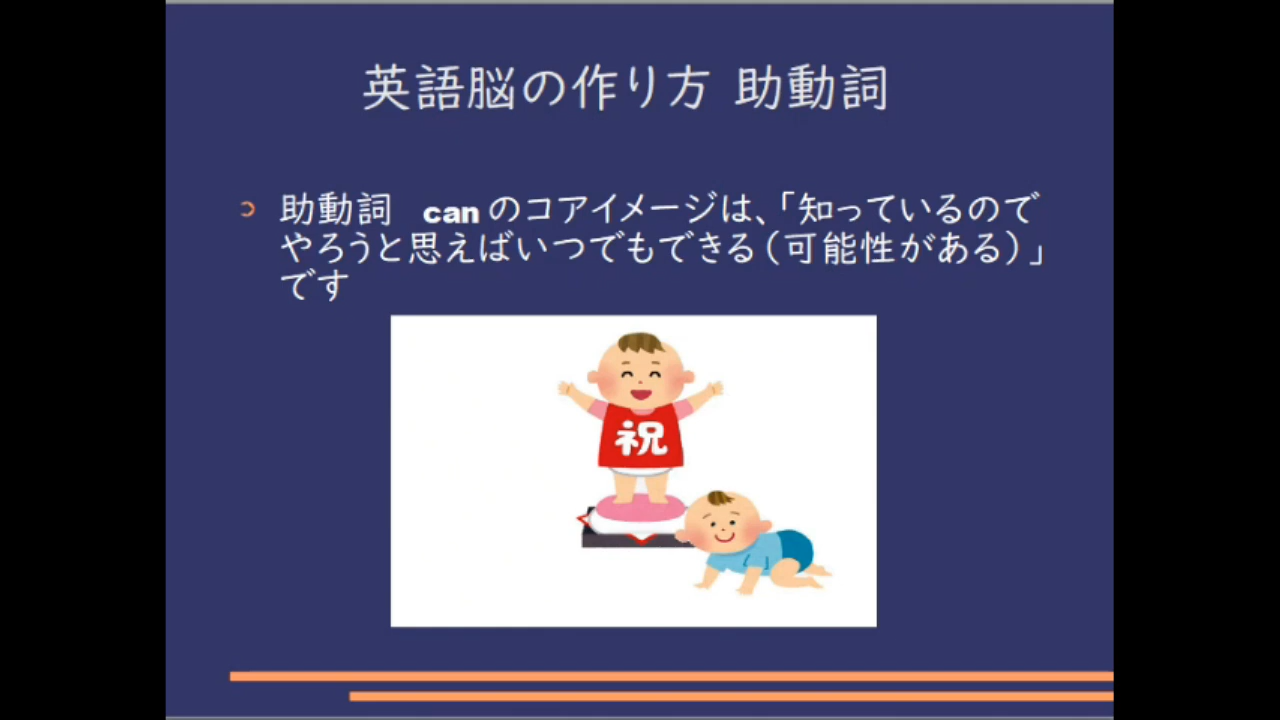 英語脳の作り方 助動詞
助動詞 can のコアイメージは、「知っているので
やろうと思えばいつでもできる(可能性がある)」
です
祝